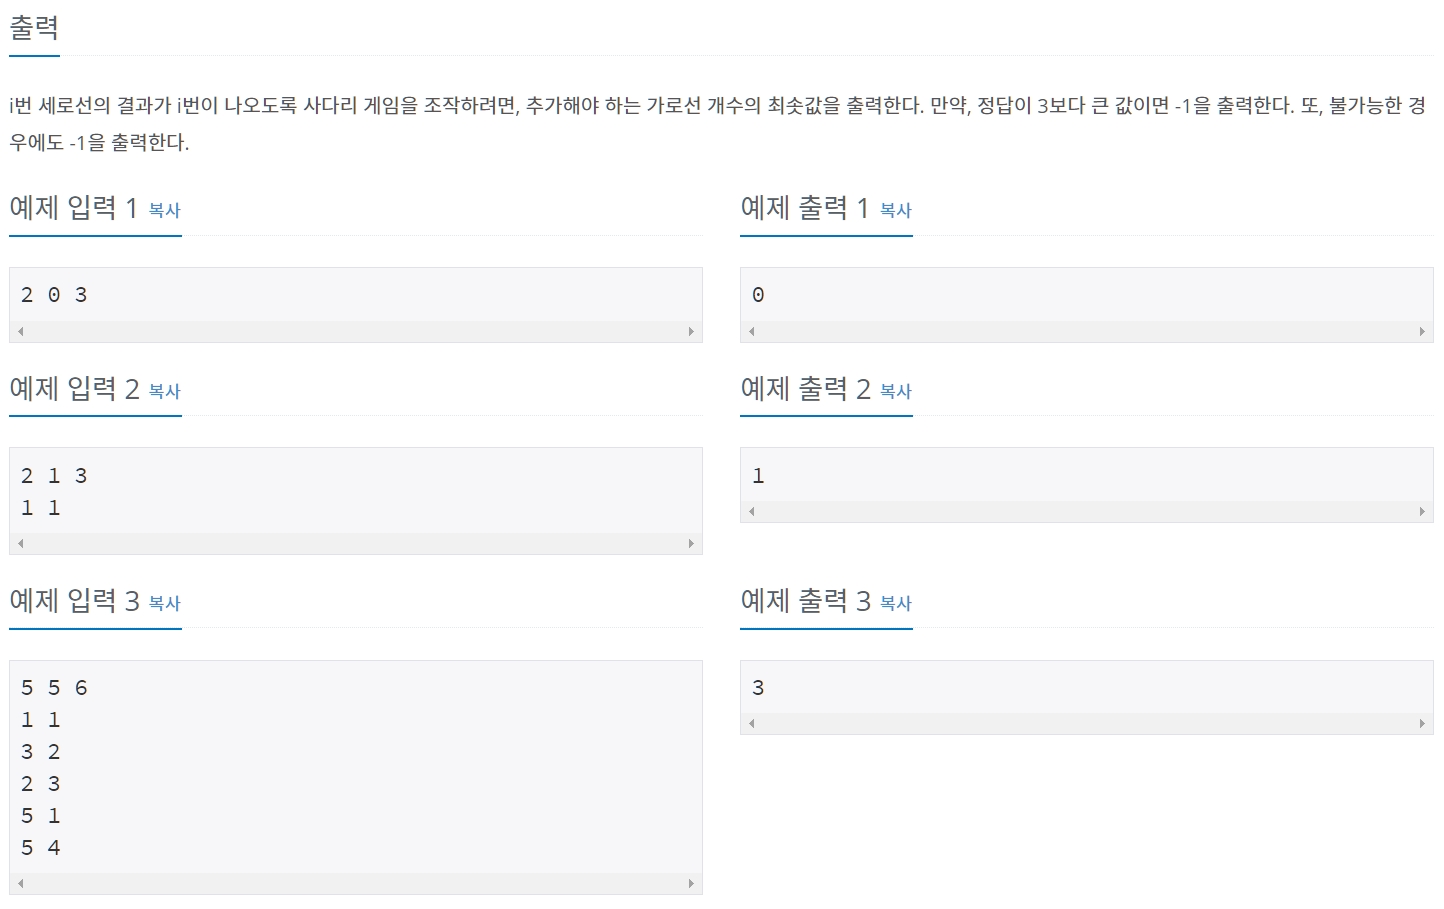 출력
i번 세로선의 결과가 i번이 나오도록 사다리 게임을 조작하려면, 추가해야 하는 가로선 개수의 최솟값을 출력한다. 만약, 정답이 3보다 큰 값이면 -1을 출력한다. 또, 불가능한 경
우에도 -1을 출력한다.
예제 입력 1 복사
2 0 3
예제 출력 1 복사
0
예제 입력 2 복사
2 1 3
1 1
예제 출력 2 복사
1
예제 입력 3 복사
5 5 6
1 1
3 2
2 3
5 1
5 4
예제 출력 3 복사
3